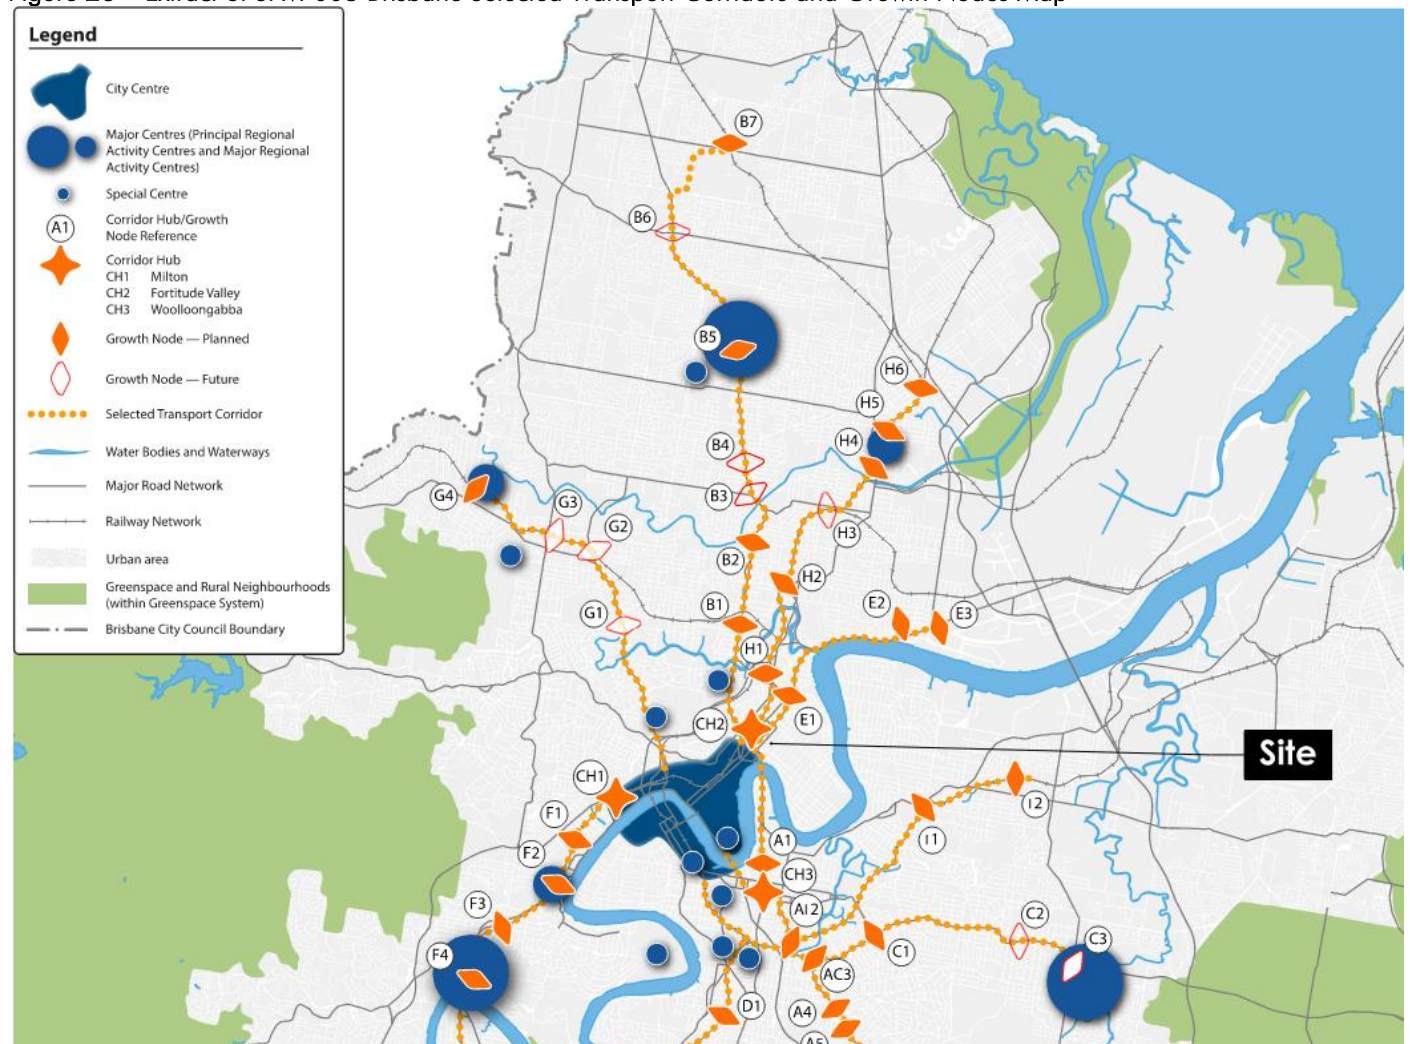 Legend
City Centre
Major Centres (Principal Regional
Activity Centres and Major Regional
Activity Centres)
Special Centre
A1
Corridor Hub/Growth
Node Reference
Corridor Hub
CH1 Milton
CH2 Fortitude Valley
CH3 Woolloongabba
Growth Node — Planned
Growth Node — Future
Selected Transport Corridor
Water Bodies and Waterways
Major Road Network
Railway Network
Urban area
Greenspace and Rural Neighbourhoods
(within Greenspace System)
Brisbane City Council Boundary
B7
B6
B5
H6
H5
H4
B4
B3
G4
G3
G2
H3
B2
H2
G1
B1
E2
E3
H1
CH2
E1
Site
CH1
F1
I2
A1
I1
F2
CH3
F3
AI2
C2
C1
C3
F4
AC3
D1
A4
A5